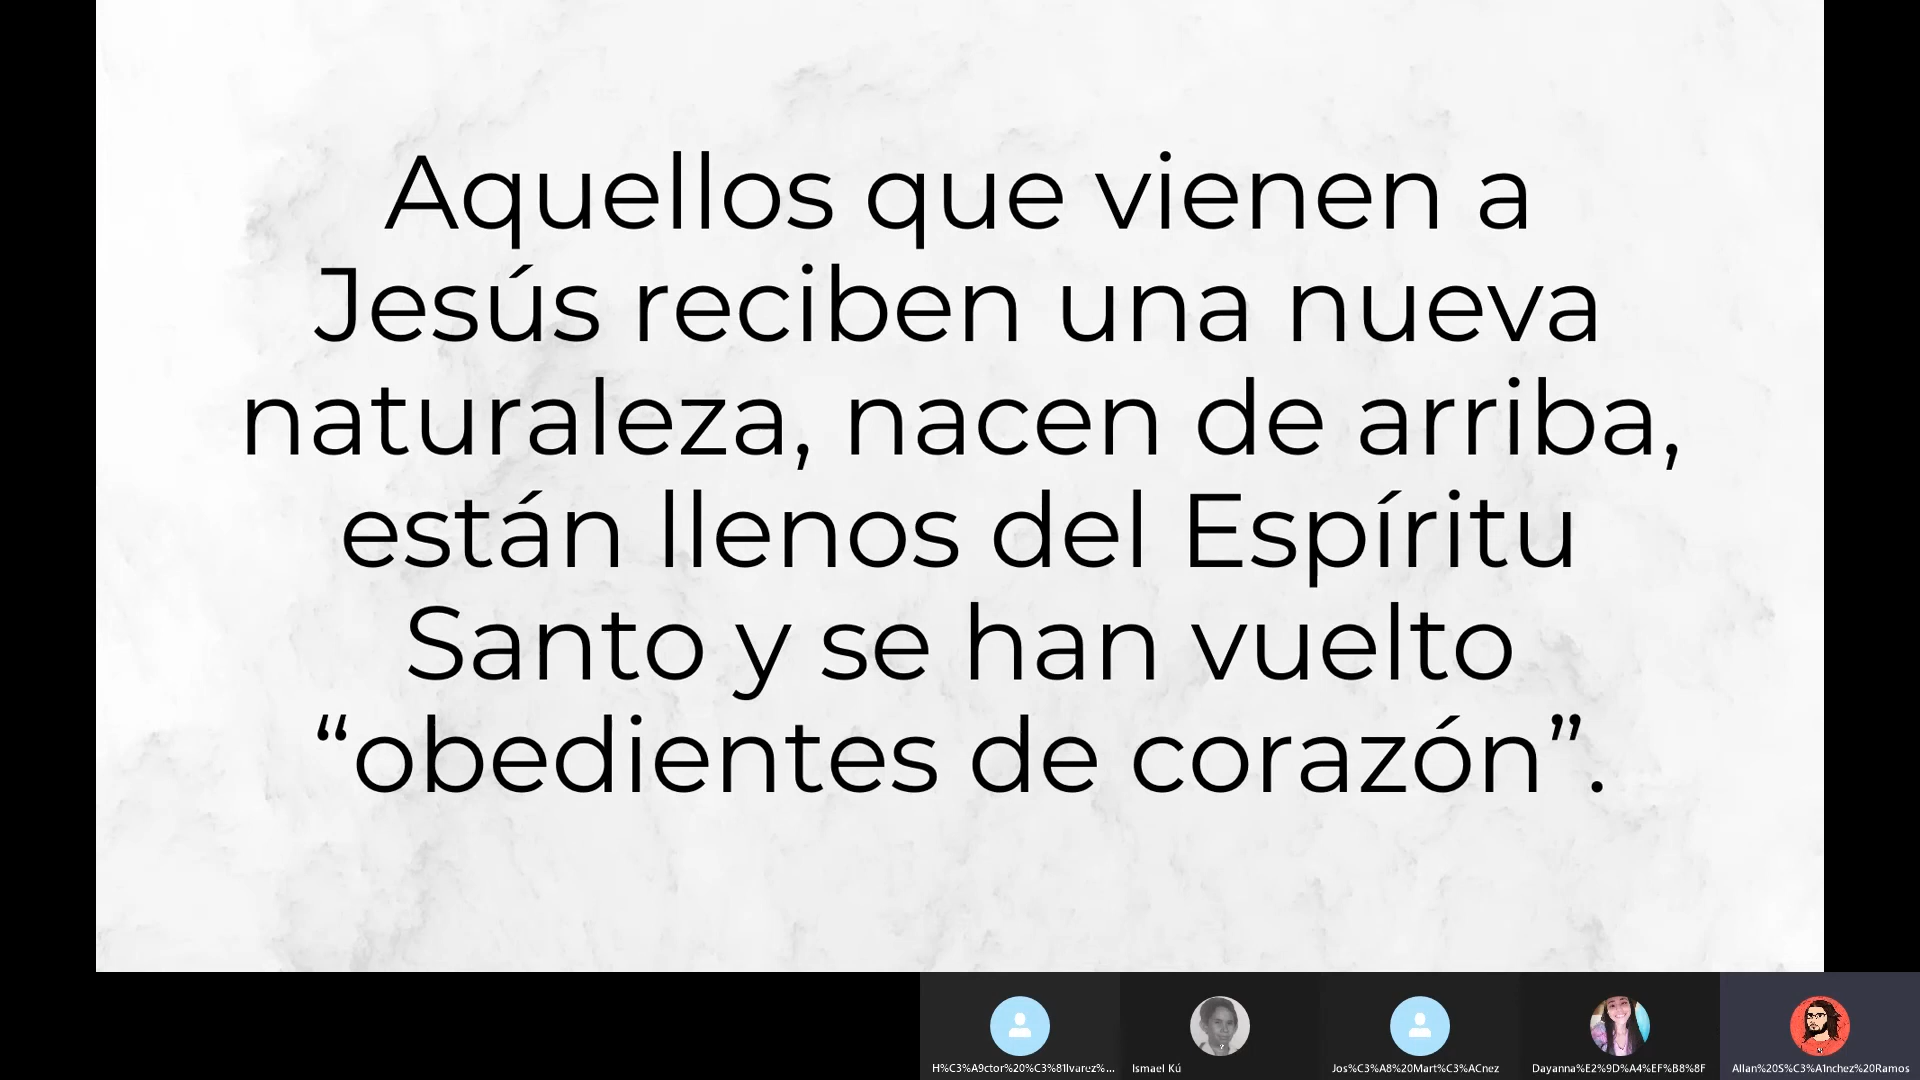 Aquellos que vienen a
Jesús reciben una nueva
naturaleza, nacen de arriba,
están llenos del Espíritu
Santo y se han vuelto
“obedientes de corazón”.
H%C3%A9ctor%20%C3%81lvarez%...
Ismael Kú
Jos%C3%A8%20Mart%C3%ACnez
Dayanna%E2%9D%A4%EF%B8%8F
Allan%20S%C3%A1nchez%20Ramos